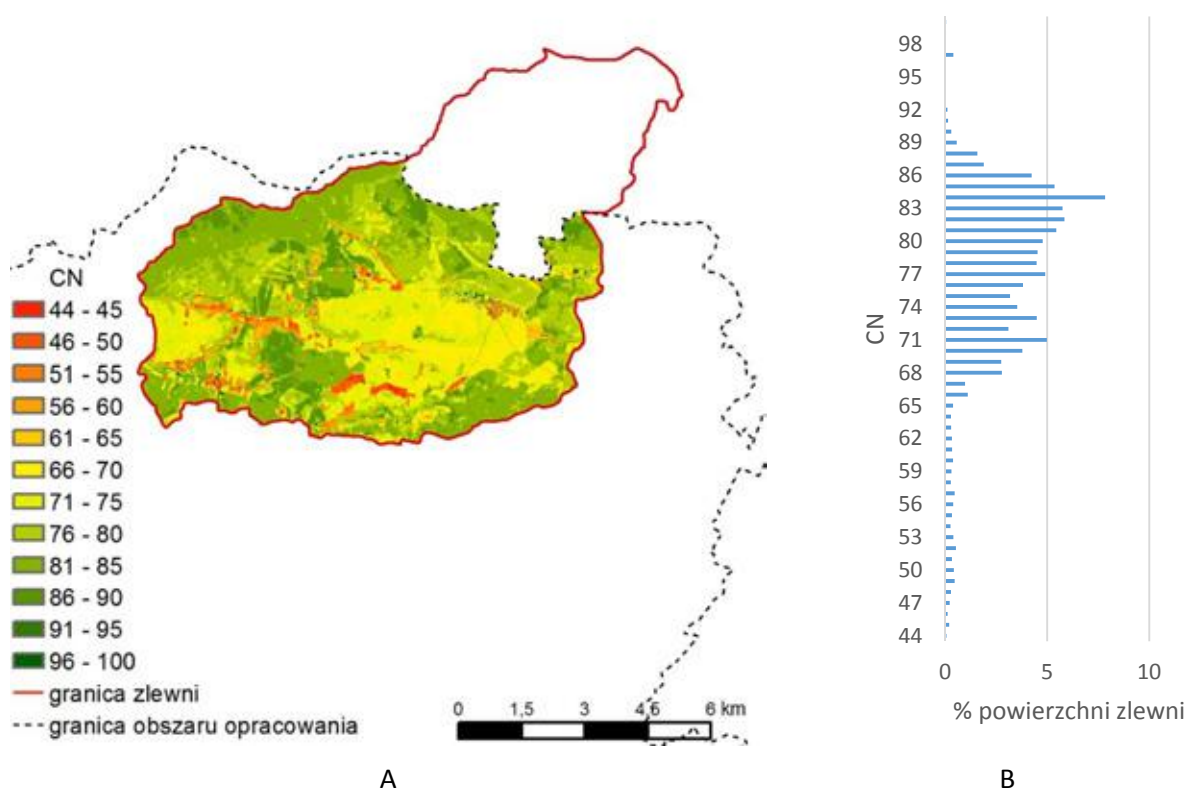 CN
44 - 45
46 - 50
51 - 55
56 - 60
61 - 65
66 - 70
71 - 75
76 - 80
81 - 85
86 - 90
91 - 95
96 - 100
granica zlewni
granica obszaru opracowania
0 1,5 3 4,6 6 km
A
98
95
92
89
86
83
80
77
74
71
68
65
62
59
56
53
50
47
44
CN
0 5 10
% powierzchni zlewni
B